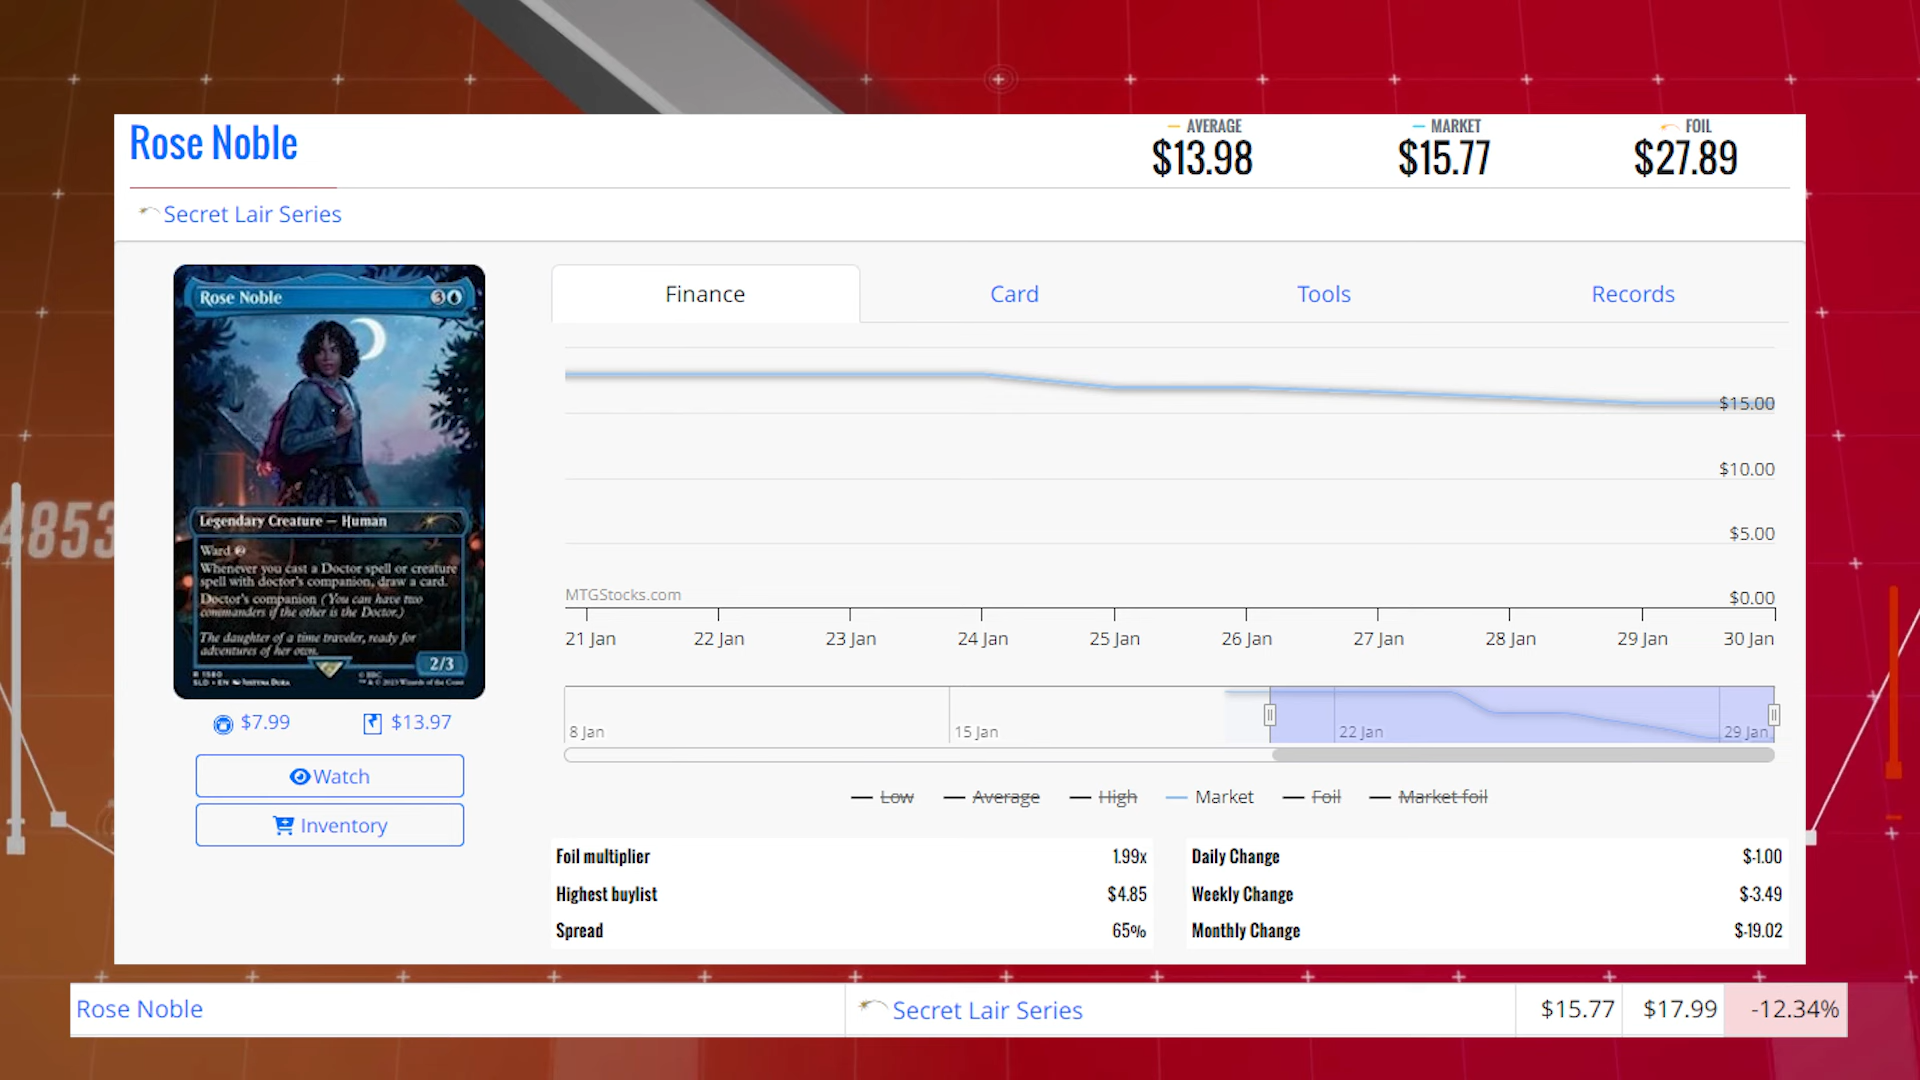 Rose Noble
AVERAGE
$13.98
MARKET
$15.77
FOIL
$27.89
Secret Lair Series
Rose Noble 3
Legendary Creature — Human
Ward 2
Whenever you cast a Doctor spell or creature
spell with doctor's companion, draw a card.
Doctor's companion (You can have two
commanders if the other is the Doctor.)
The daughter of a time traveler, ready for
adventures of her own.
2/3
R 1580
SLD • EN
$7.99
$13.97
Watch
Inventory
Finance
Card
Tools
Records
$15.00
$10.00
$5.00
$0.00
MTGStocks.com
21 Jan 22 Jan 23 Jan 24 Jan 25 Jan 26 Jan 27 Jan 28 Jan 29 Jan 30 Jan
8 Jan 15 Jan 22 Jan 29 Jan
Low Average High Market Foil Market foil
Foil multiplier 1.99x
Highest buylist $4.85
Spread 65%
Daily Change $-1.00
Weekly Change $-3.49
Monthly Change $-19.02
4853
Rose Noble Secret Lair Series $15.77 $17.99 -12.34%